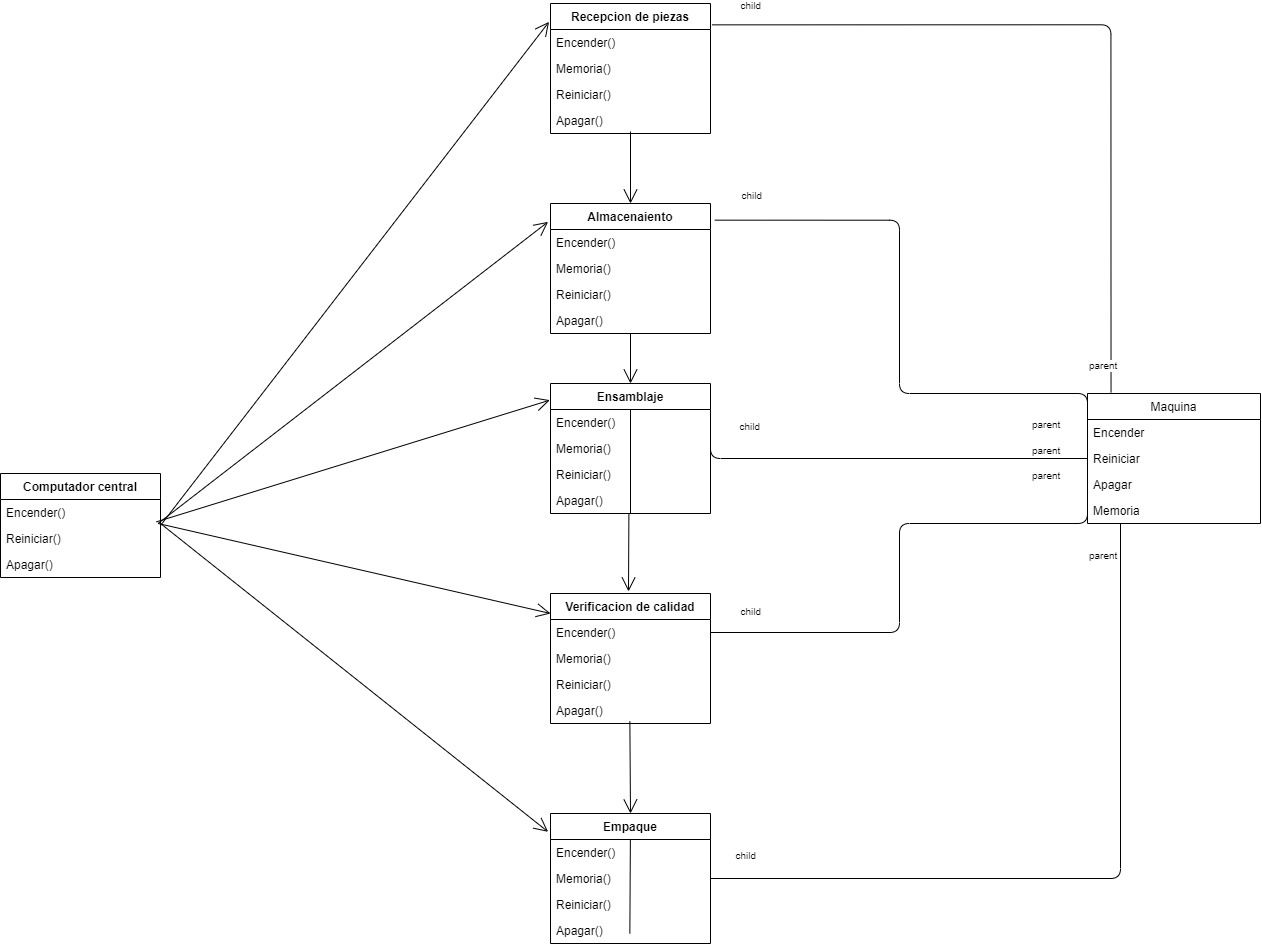 Recepcion de piezas
Encender()
Memoria()
Reiniciar()
Apagar()
child
Almacenaiento
Encender()
Memoria()
Reiniciar()
Apagar()
child
Ensamblaje
Encender()
Memoria()
Reiniciar()
Apagar()
child
Computador central
Encender()
Reiniciar()
Apagar()
Verificacion de calidad
Encender()
Memoria()
Reiniciar()
Apagar()
child
Empaque
Encender()
Memoria()
Reiniciar()
Apagar()
child
parent
parent
parent
parent
parent
Maquina
Encender
Reiniciar
Apagar
Memoria